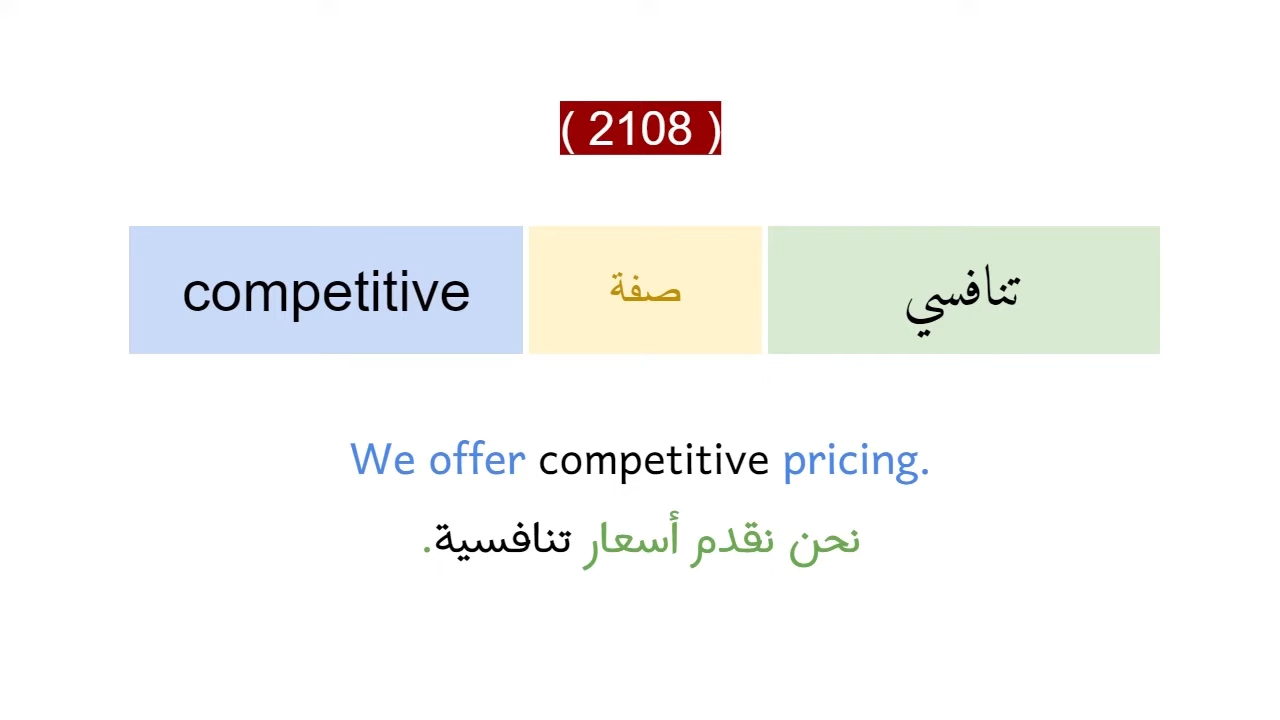 ( 2108 )
competitive صفة تنافسي
We offer competitive pricing.
نحن نقدم أسعار تنافسية.